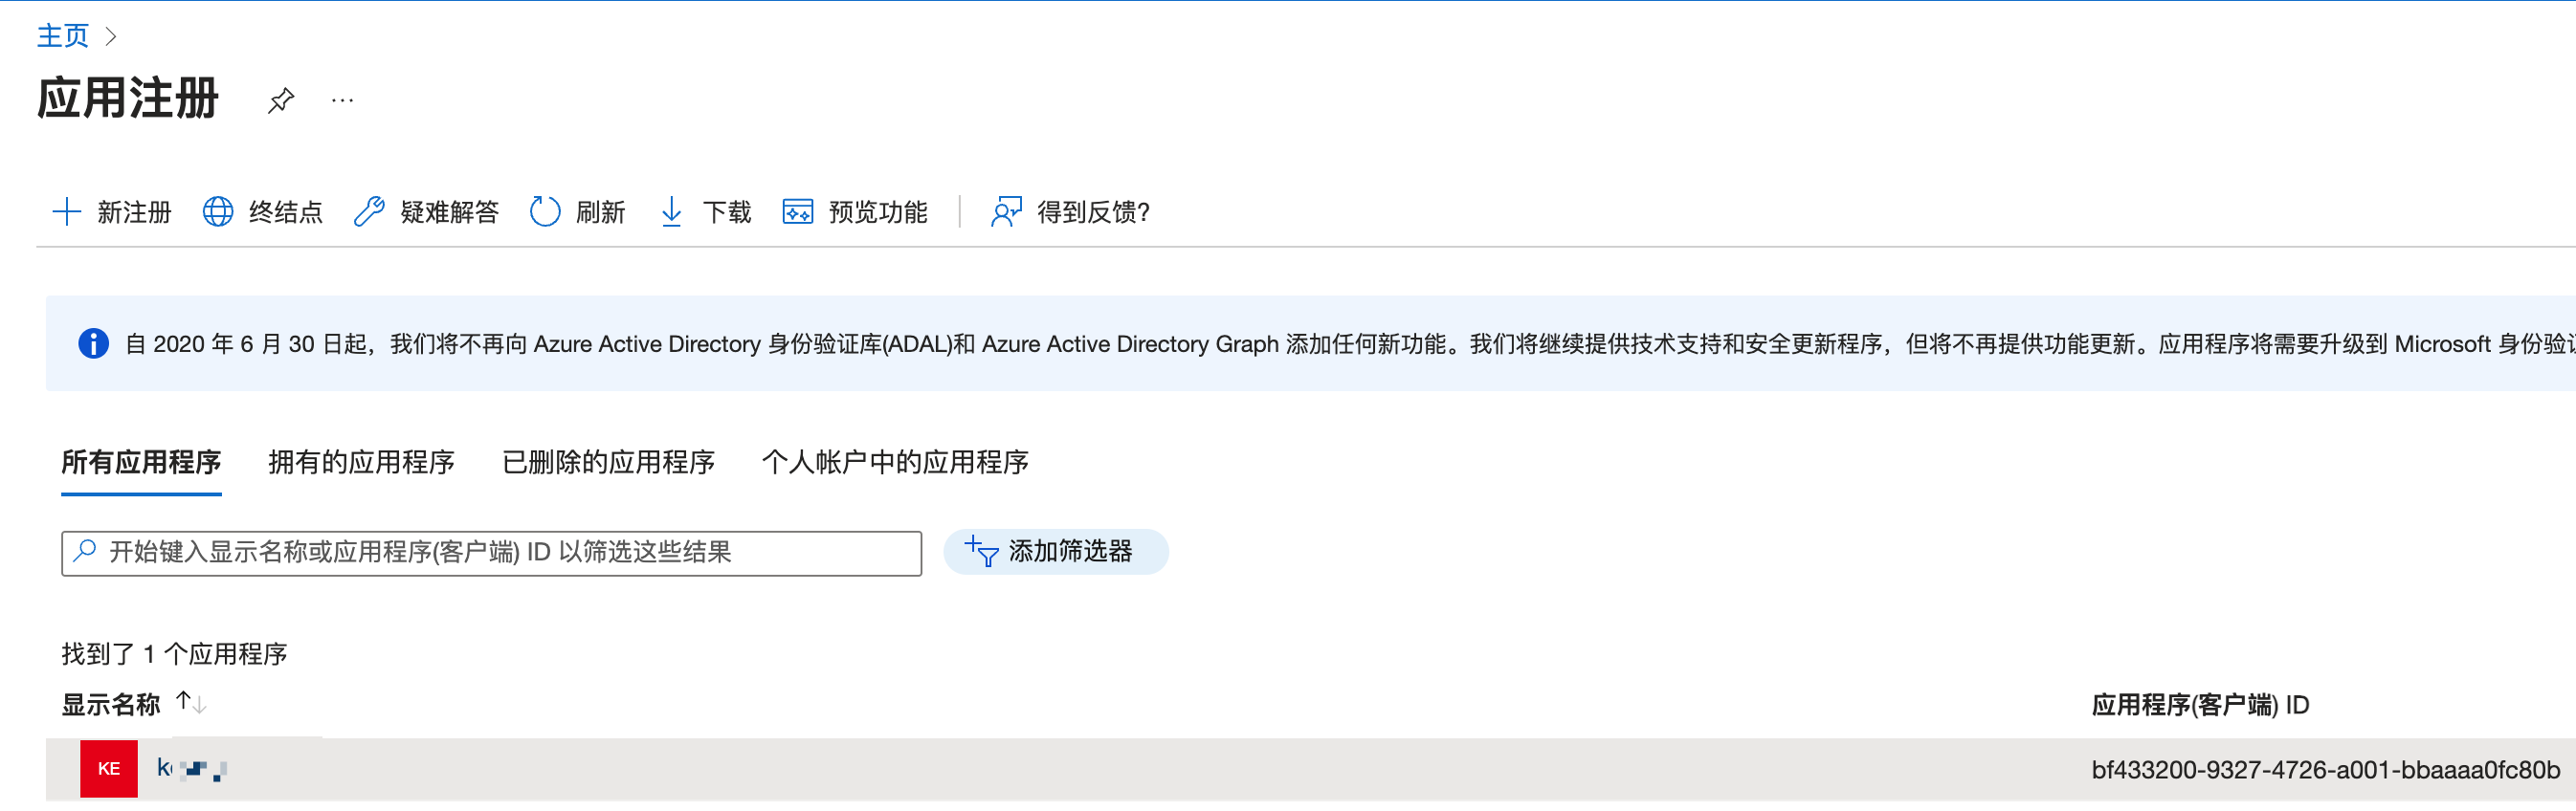 主页
应用注册
新注册 终结点 疑难解答 刷新 下载 预览功能 得到反馈?
自 2020 年 6 月 30 日起，我们将不再向 Azure Active Directory 身份验证库(ADAL)和 Azure Active Directory Graph 添加任何新功能。我们将继续提供技术支持和安全更新程序，但将不再提供功能更新。应用程序将需要升级到 Microsoft 身份验
所有应用程序 拥有的应用程序 已删除的应用程序 个人帐户中的应用程序
开始键入显示名称或应用程序(客户端) ID 以筛选这些结果 添加筛选器
找到了 1 个应用程序
显示名称 应用程序(客户端) ID
KE bf433200-9327-4726-a001-bbaaaa0fc80b